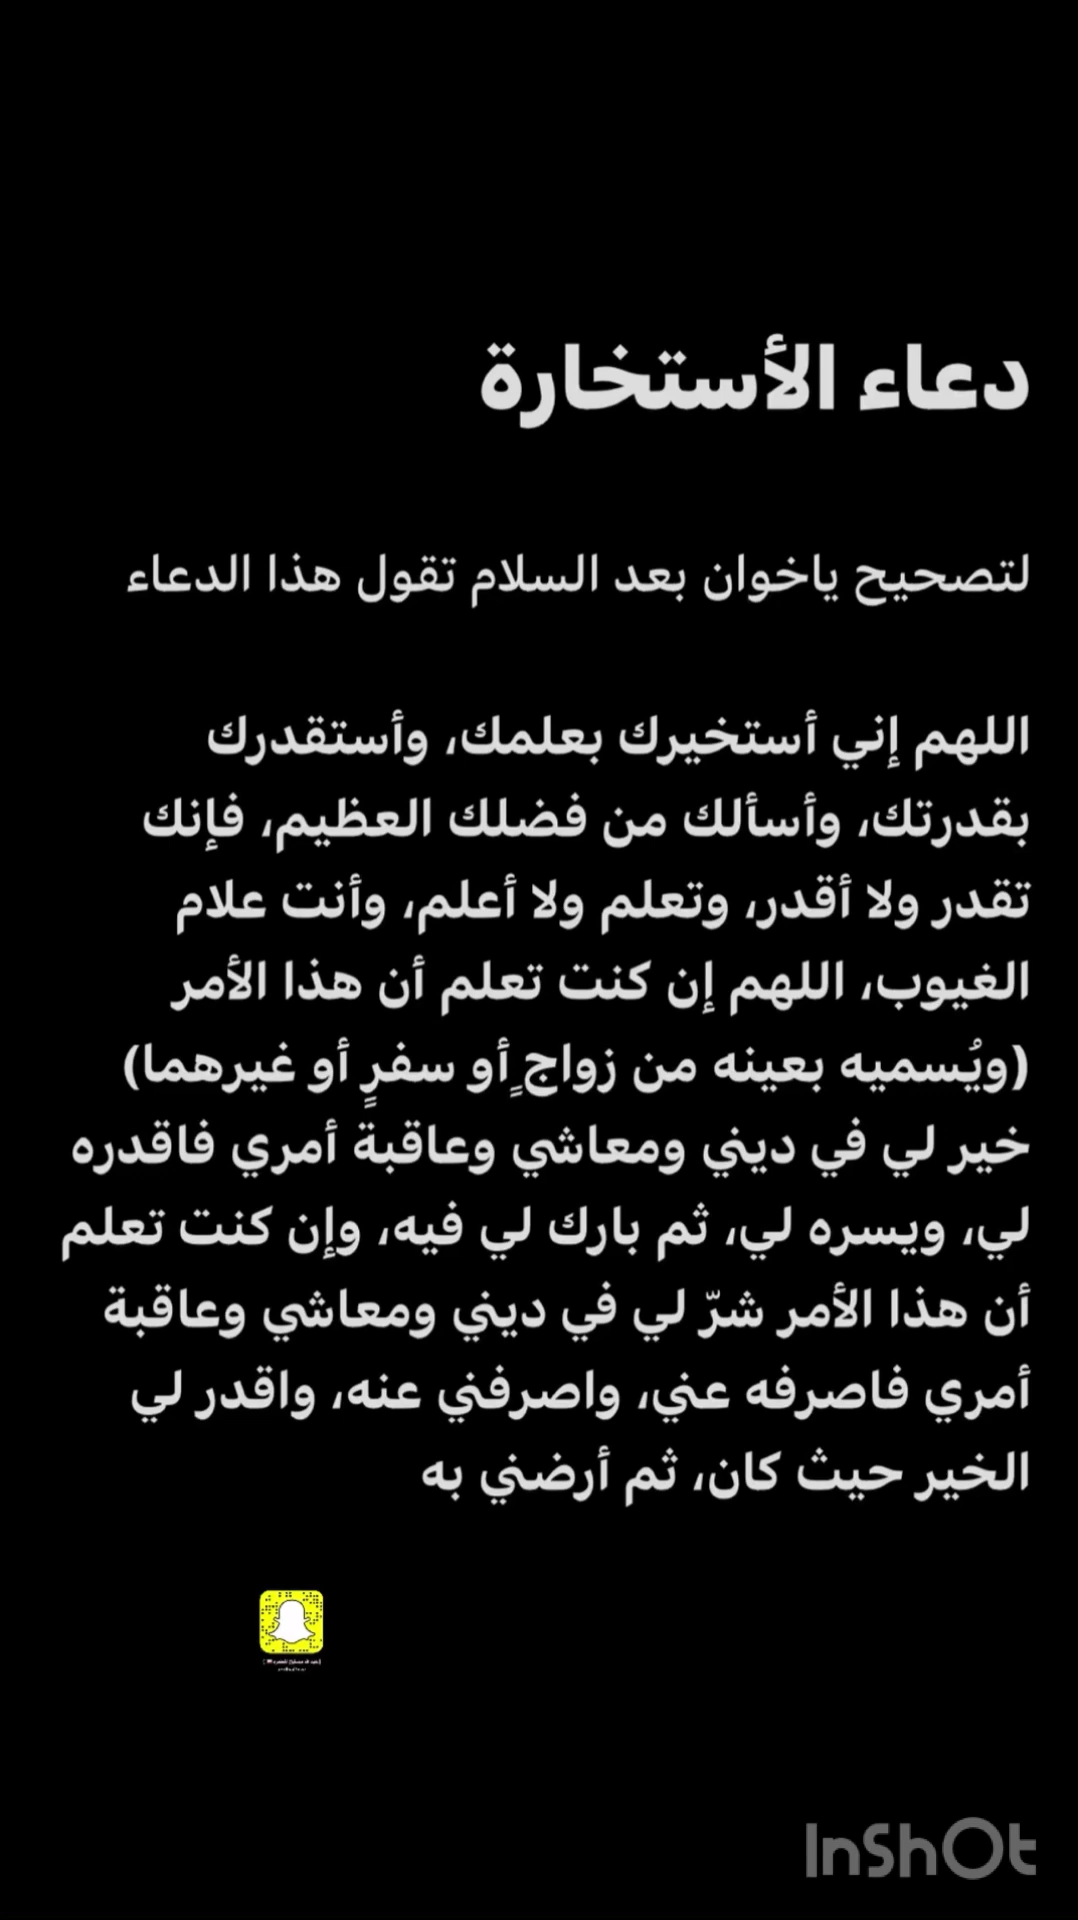 دعاء الأستخارة
لتصحيح ياخوان بعد السلام تقول هذا الدعاء
اللهم إني أستخيرك بعلمك، وأستقدرك
بقدرتك، وأسألك من فضلك العظيم، فإنك
تقدر ولا أقدر، وتعلم ولا أعلم، وأنت علام
الغيوب، اللهم إن كنت تعلم أن هذا الأمر
(ويُسميه بعينه من زواجٍ أو سفرٍ أو غيرهما)
خير لي في ديني ومعاشي وعاقبة أمري فاقدره
لي، ويسره لي، ثم بارك لي فيه، وإن كنت تعلم
أن هذا الأمر شرّ لي في ديني ومعاشي وعاقبة
أمري فاصرفه عني، واصرفني عنه، واقدر لي
الخير حيث كان، ثم أرضني به
InShOt